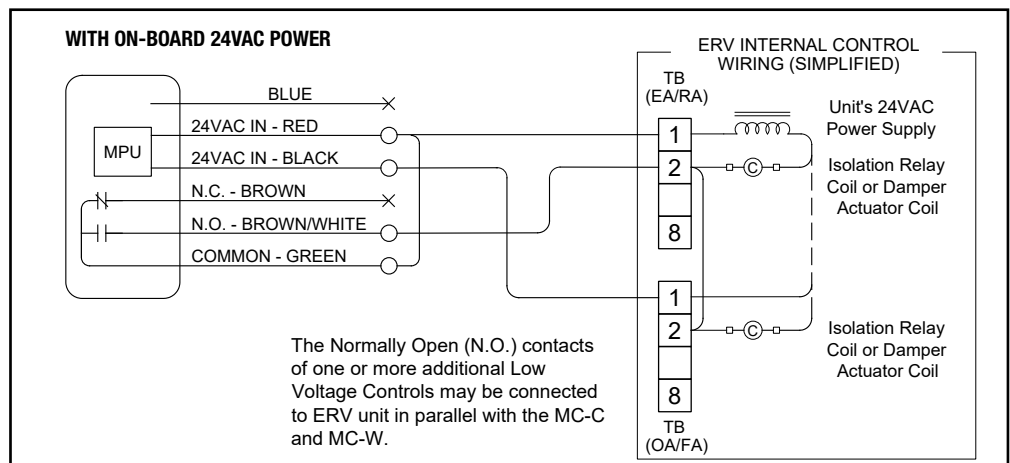 WITH ON-BOARD 24VAC POWER
ERV INTERNAL CONTROL
WIRING (SIMPLIFIED)
TB
(EA/RA)
BLUE
24VAC IN - RED
MPU
24VAC IN - BLACK
N.C. - BROWN
N.O. - BROWN/WHITE
COMMON - GREEN
1
2
8
Unit's 24VAC
Power Supply
C
Isolation Relay
Coil or Damper
Actuator Coil
1
2
8
C
Isolation Relay
Coil or Damper
Actuator Coil
TB
(OA/FA)
The Normally Open (N.O.) contacts
of one or more additional Low
Voltage Controls may be connected
to ERV unit in parallel with the MC-C
and MC-W.